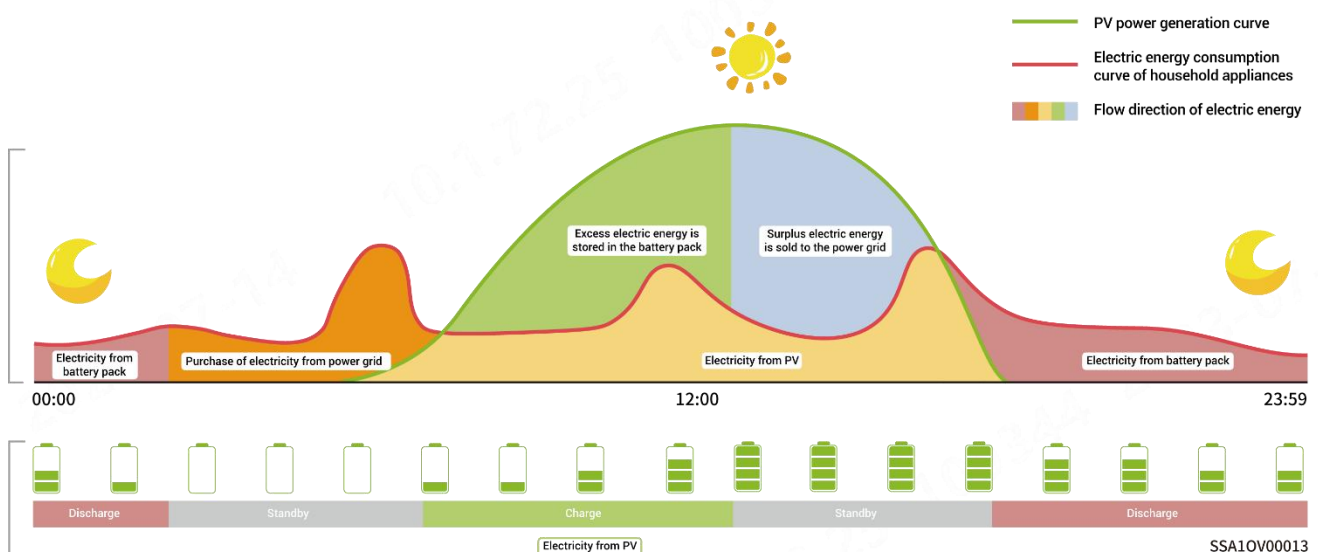 PV power generation curve
Electric energy consumption
curve of household appliances
Flow direction of electric energy
Excess electric energy is
stored in the battery pack
Surplus electric energy
is sold to the power grid
Electricity from
battery pack
Purchase of electricity from power grid
Electricity from PV
Electricity from battery pack
00:00
12:00
23:59
Discharge
Standby
Charge
Standby
Discharge
Electricity from PV
SSA1OV00013